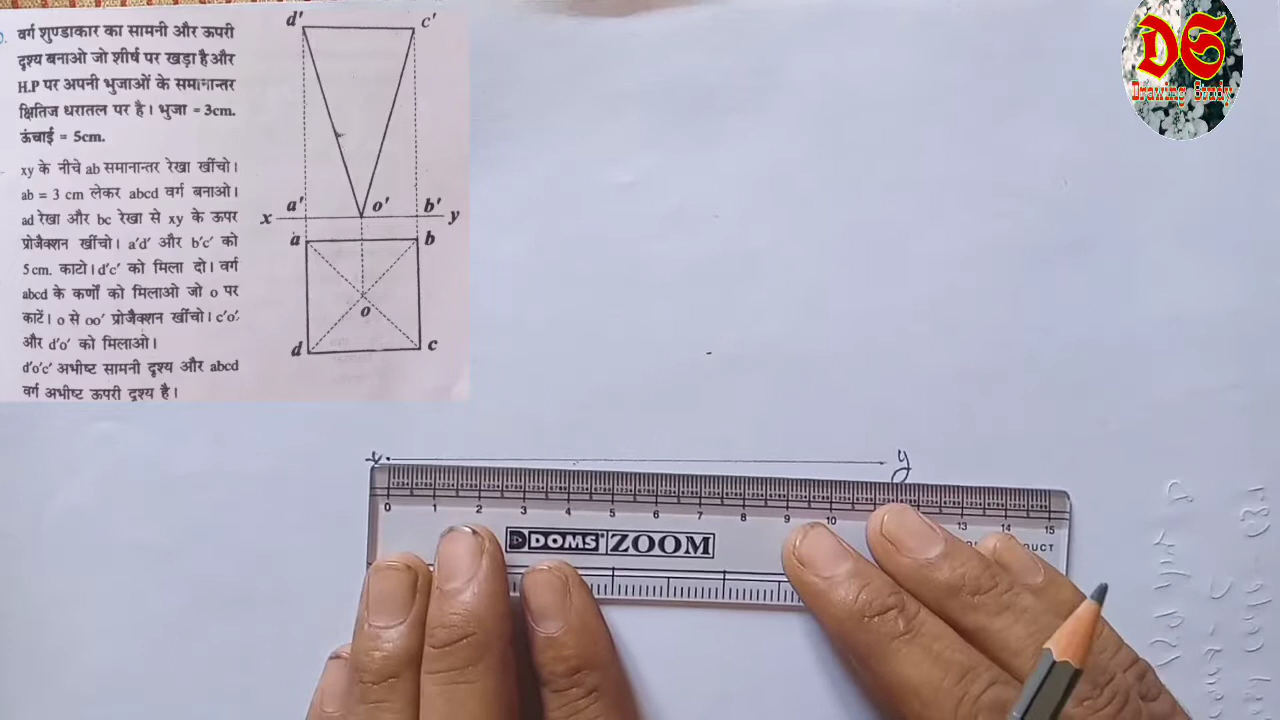 वर्ग शुण्डाकार का सामनी और ऊपरी
दृश्य बनाओ जो शीर्ष पर खड़ा है और
H.P पर अपनी भुजाओं के समानान्तर
क्षितिज धरातल पर है। भुजा = 3cm.
ऊंचाई = 5cm.
xy के नीचे ab समानान्तर रेखा खींचो।
ab = 3 cm लेकर abcd वर्ग बनाओ।
ad रेखा और bc रेखा से xy के ऊपर
प्रोजैक्शन खींचो। a'd' और b'c' को
5cm. काटो। d'c' को मिला दो। वर्ग
abcd के कर्णों को मिलाओ जो o पर
काटें। o से oo' प्रोजैक्शन खींचो। c'o'
और d'o' को मिलाओ।
d'o'c' अभीष्ट सामनी दृश्य और abcd
वर्ग अभीष्ट ऊपरी दृश्य है।
d' c'
a' o' b'
x y
a b
o
d c
DS
Drawing Study
x y
0 1 2 3 4 5 6 7 8 9 10 13 14 15
DOMS ZOOM